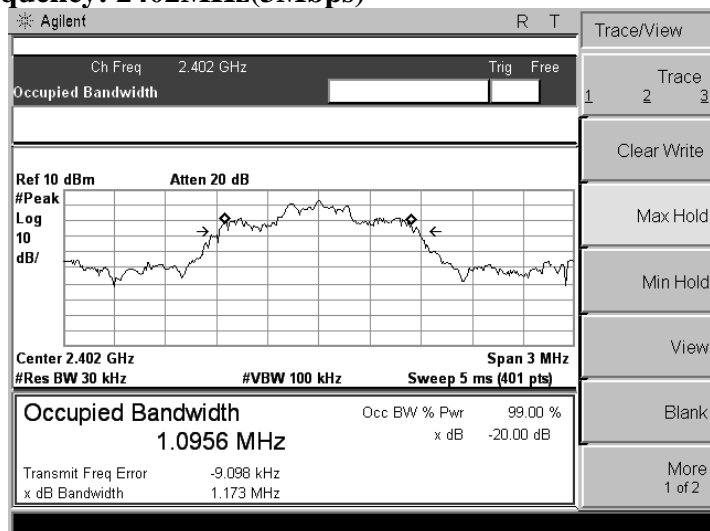 quency: 2402MHz(3Mbps)
Agilent R T
Trace/View
Ch Freq 2.402 GHz Trig Free
Occupied Bandwidth
Trace
1 2 3
Clear Write
Ref 10 dBm Atten 20 dB
#Peak
Log
10
dB/
Max Hold
Min Hold
View
Center 2.402 GHz Span 3 MHz
#Res BW 30 kHz #VBW 100 kHz Sweep 5 ms (401 pts)
Occupied Bandwidth Occ BW % Pwr 99.00 %
1.0956 MHz x dB -20.00 dB
Blank
Transmit Freq Error -9.098 kHz
x dB Bandwidth 1.173 MHz
More
1 of 2